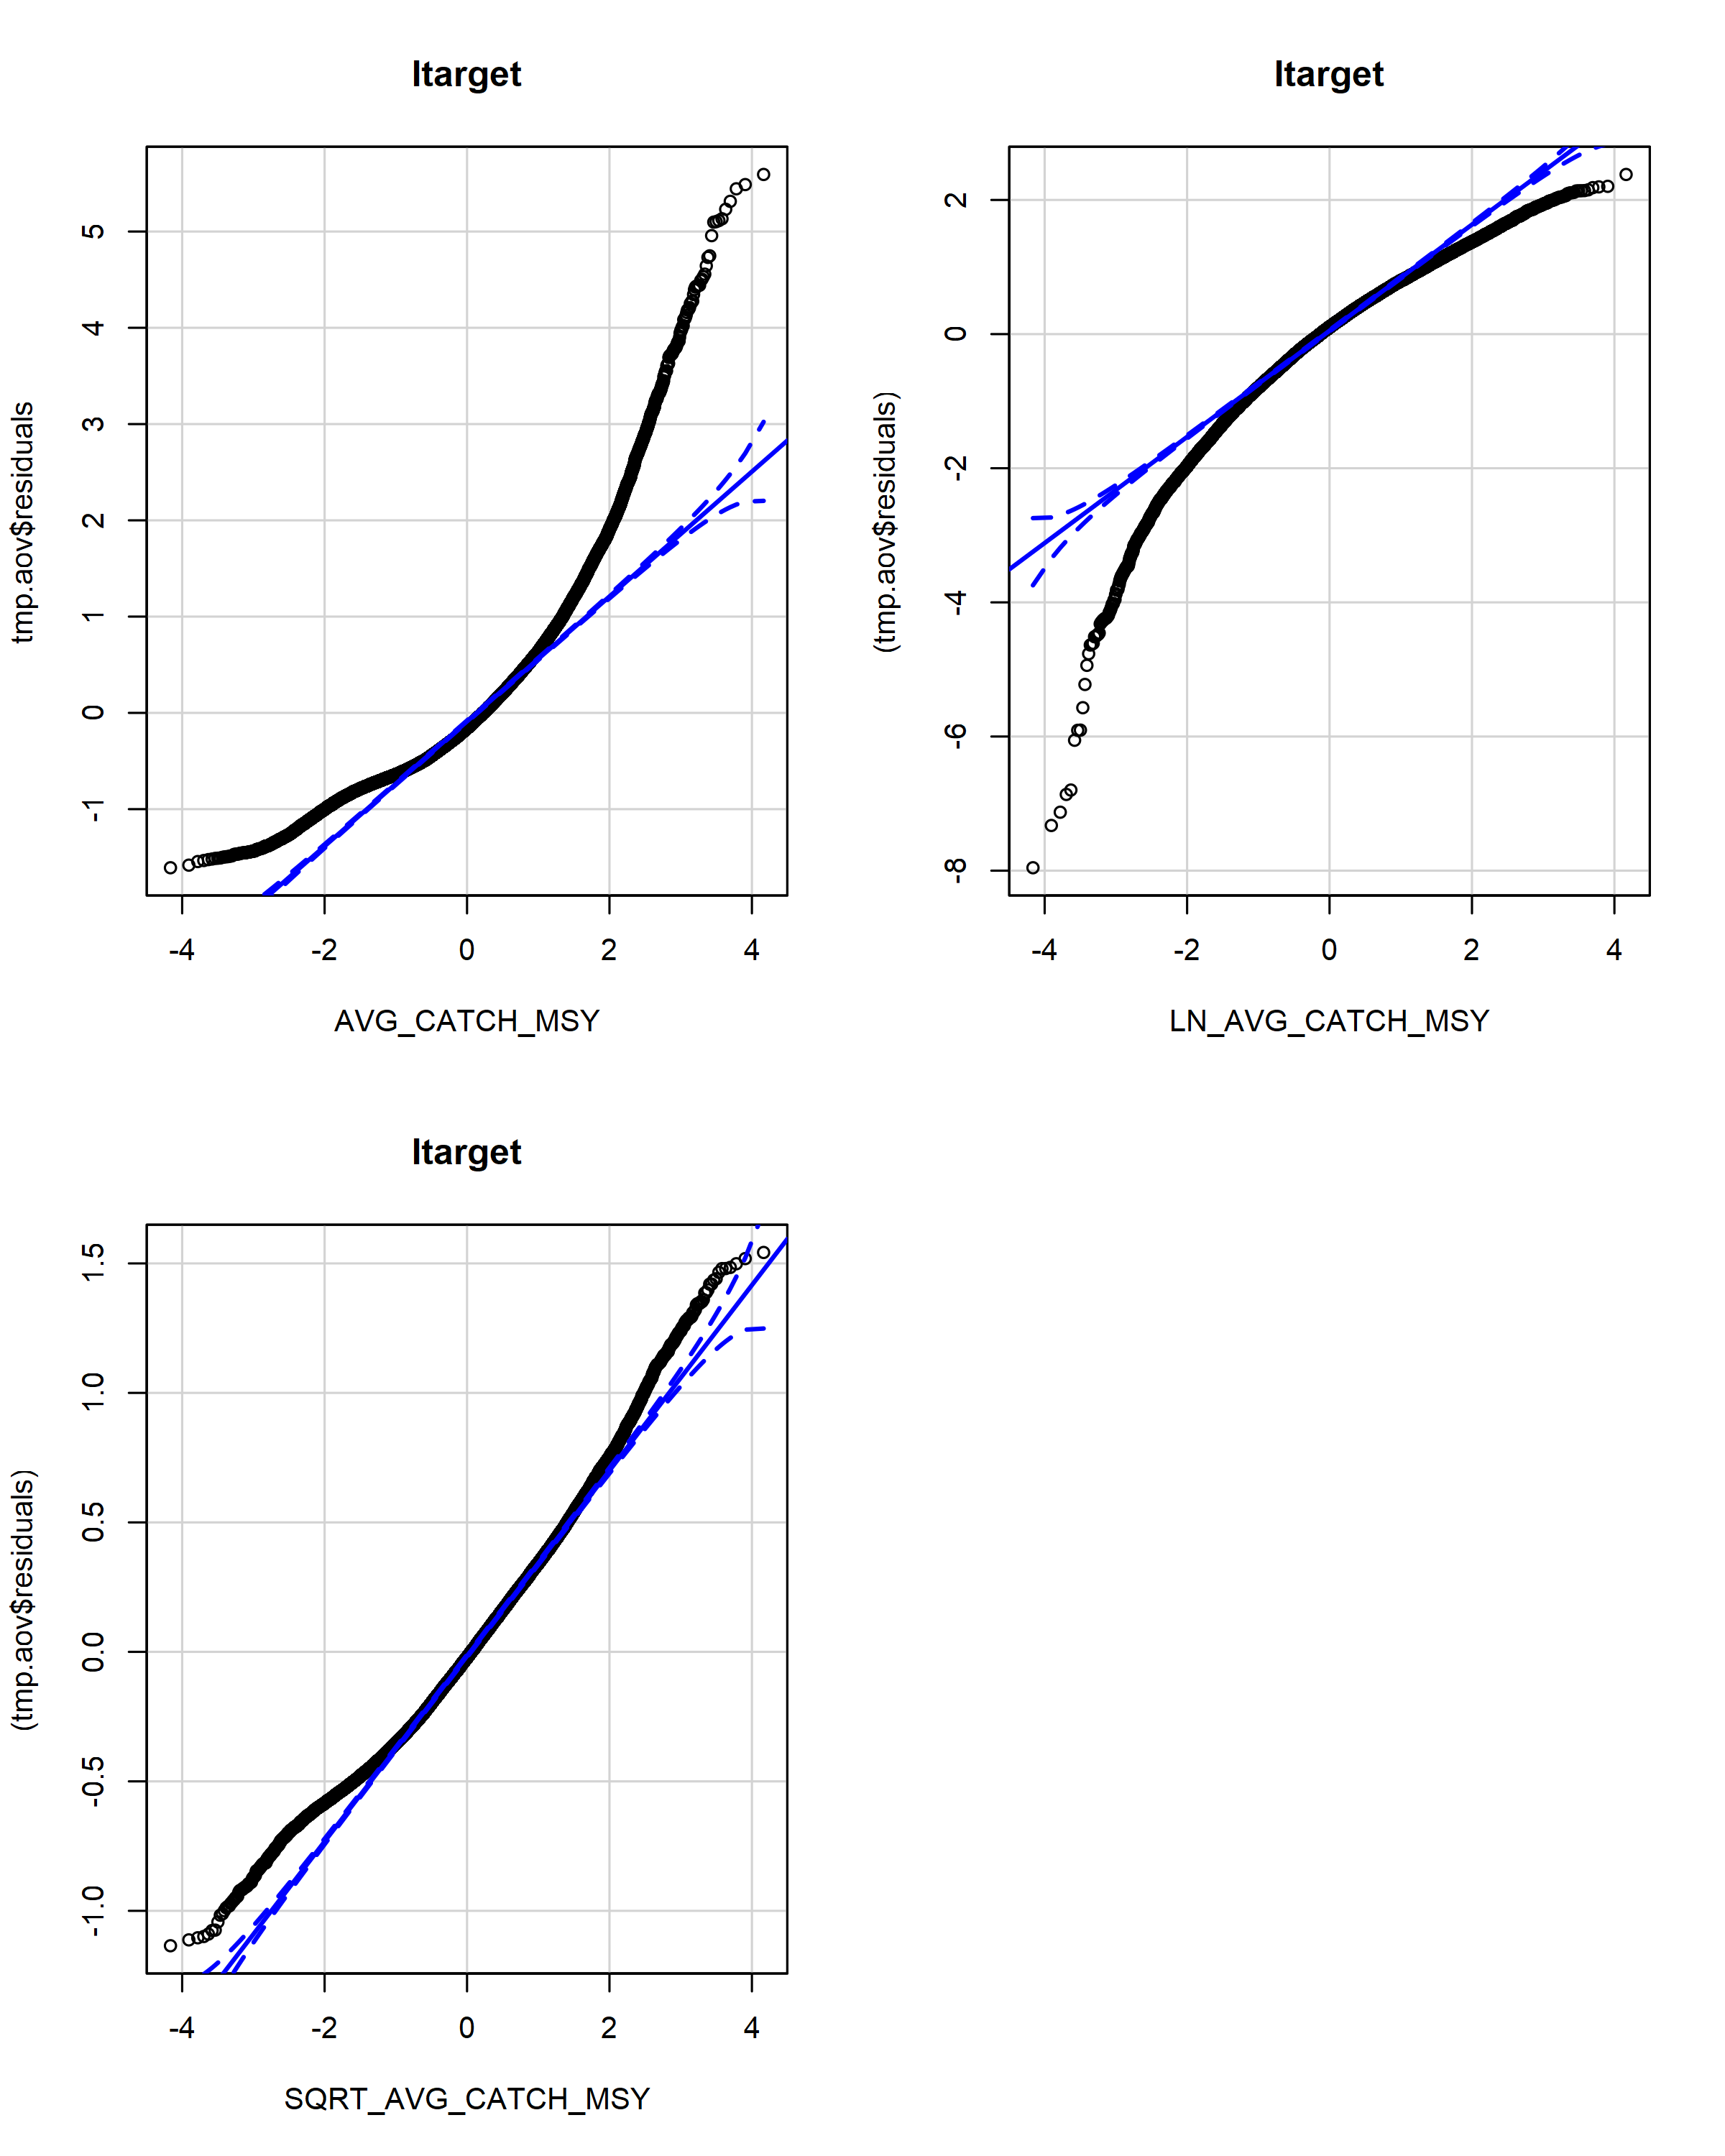 Itarget
tmp.aov$residuals
5
4
3
2
1
0
-1
-4 -2 0 2 4
AVG_CATCH_MSY
Itarget
(tmp.aov$residuals)
2
0
-2
-4
-6
-8
-4 -2 0 2 4
LN_AVG_CATCH_MSY
Itarget
(tmp.aov$residuals)
1.5
1.0
0.5
0.0
-0.5
-1.0
-4 -2 0 2 4
SQRT_AVG_CATCH_MSY